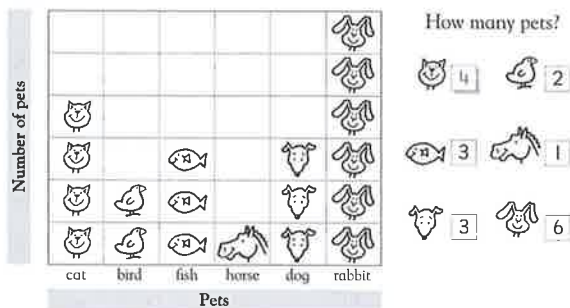 How many pets?
Number of pets
4
2
3
1
3
6
cat bird fish horse dog rabbit
Pets